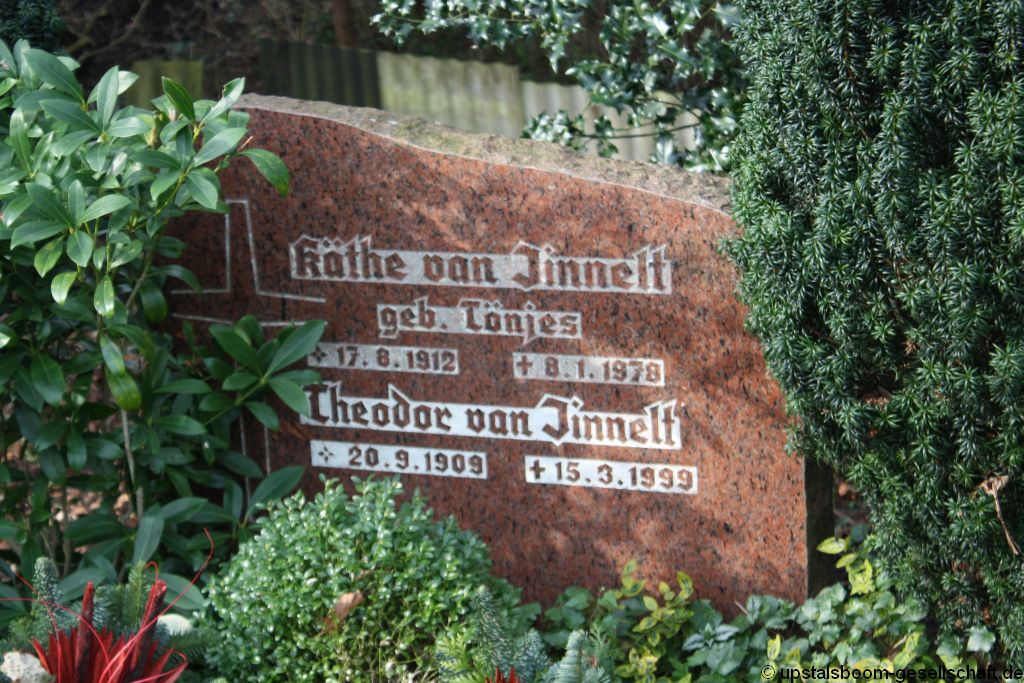 Käthe van Jinnelt
geb. Tönjes
17.8.1912 + 8.1.1978
Theodor van Jinnelt
20.9.1909 + 15.3.1999
© upstalsboom-gesellschaft.de